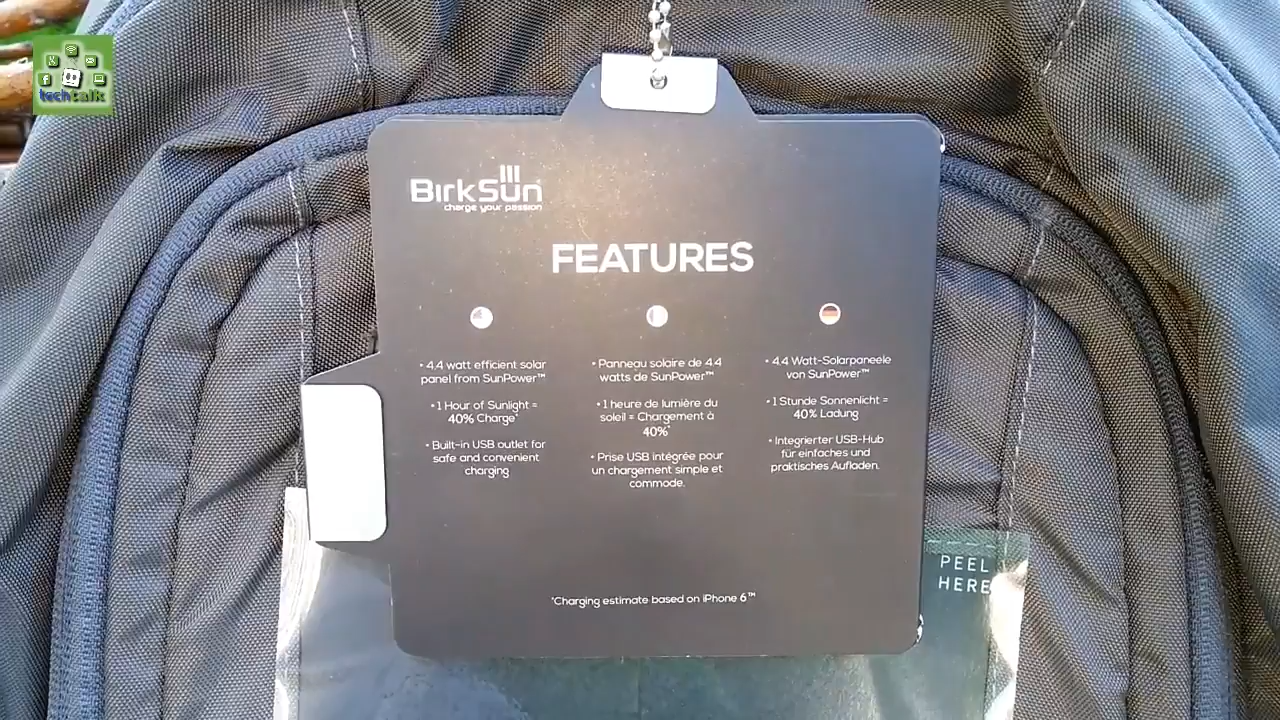 techtalk
BirkSun
charge your passion
FEATURES
• 4.4 watt efficient solar
panel from SunPower™
• 1 Hour of Sunlight =
40% Charge*
• Built-in USB outlet for
safe and convenient
charging
• Panneau solaire de 4.4
watts de SunPower™
• 1 heure de lumière du
soleil = Chargement à
40%*
• Prise USB intégrée pour
un chargement simple et
commode.
• 4.4 Watt-Solarpaneele
von SunPower™
• 1 Stunde Sonnenlicht =
40% Ladung
• Integrierter USB-Hub
für einfaches und
praktisches Aufladen.
*Charging estimate based on iPhone 6™
PEEL
HERE